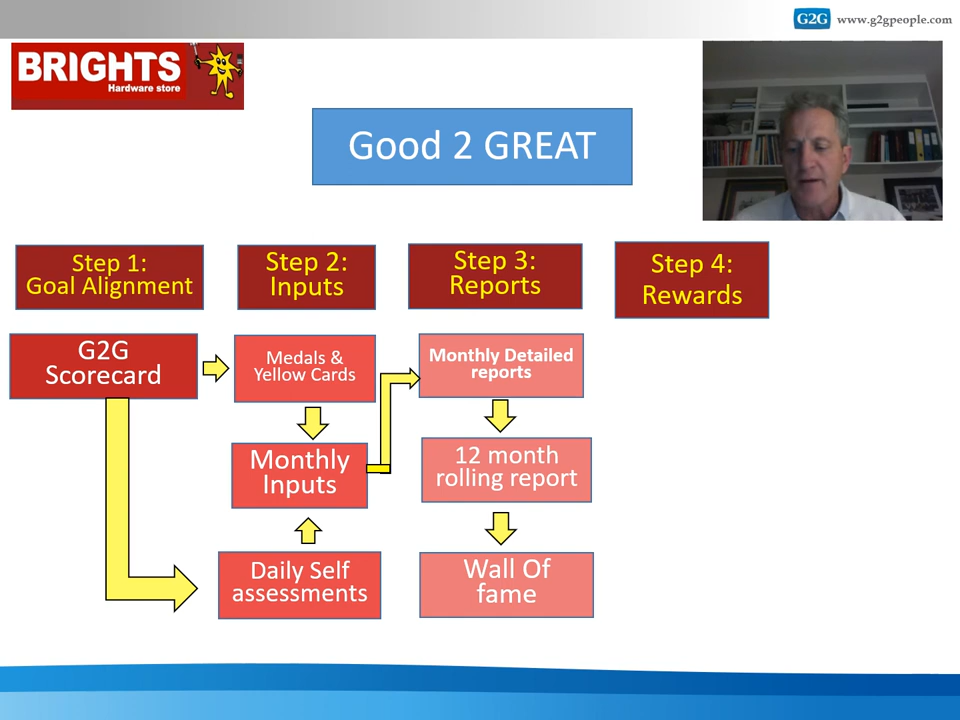 G2G www.g2gpeople.com
BRIGHTS
Hardware store
Good 2 GREAT
Step 1:
Goal Alignment
Step 2:
Inputs
Step 3:
Reports
Step 4:
Rewards
G2G
Scorecard
Medals &
Yellow Cards
Monthly Detailed
reports
Monthly
Inputs
12 month
rolling report
Daily Self
assessments
Wall Of
fame